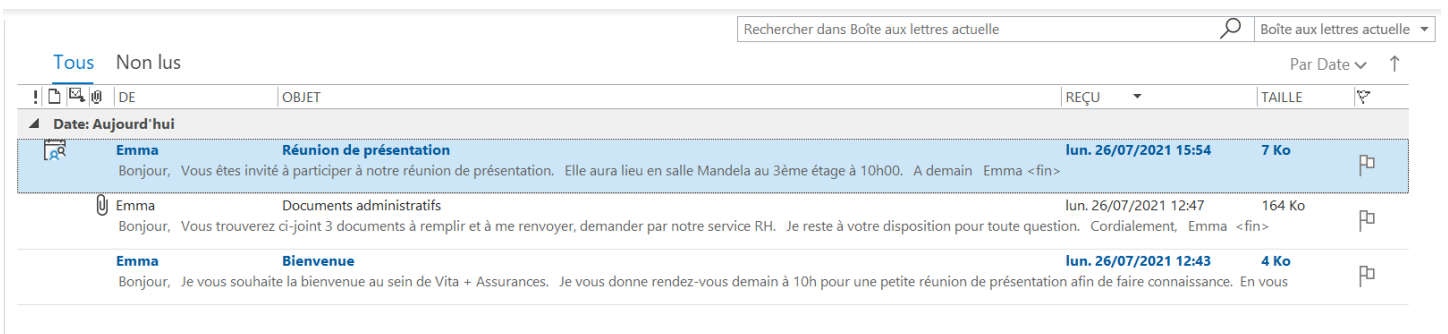 Rechercher dans Boîte aux lettres actuelle Boîte aux lettres actuelle
Tous Non lus Par Date
! DE OBJET REÇU TAILLE
Date: Aujourd'hui
Emma Réunion de présentation lun. 26/07/2021 15:54 7 Ko
Bonjour, Vous êtes invité à participer à notre réunion de présentation. Elle aura lieu en salle Mandela au 3ème étage à 10h00. A demain Emma <fin>
Emma Documents administratifs lun. 26/07/2021 12:47 164 Ko
Bonjour, Vous trouverez ci-joint 3 documents à remplir et à me renvoyer, demander par notre service RH. Je reste à votre disposition pour toute question. Cordialement, Emma <fin>
Emma Bienvenue lun. 26/07/2021 12:43 4 Ko
Bonjour, Je vous souhaite la bienvenue au sein de Vita + Assurances. Je vous donne rendez-vous demain à 10h pour une petite réunion de présentation afin de faire connaissance. En vous